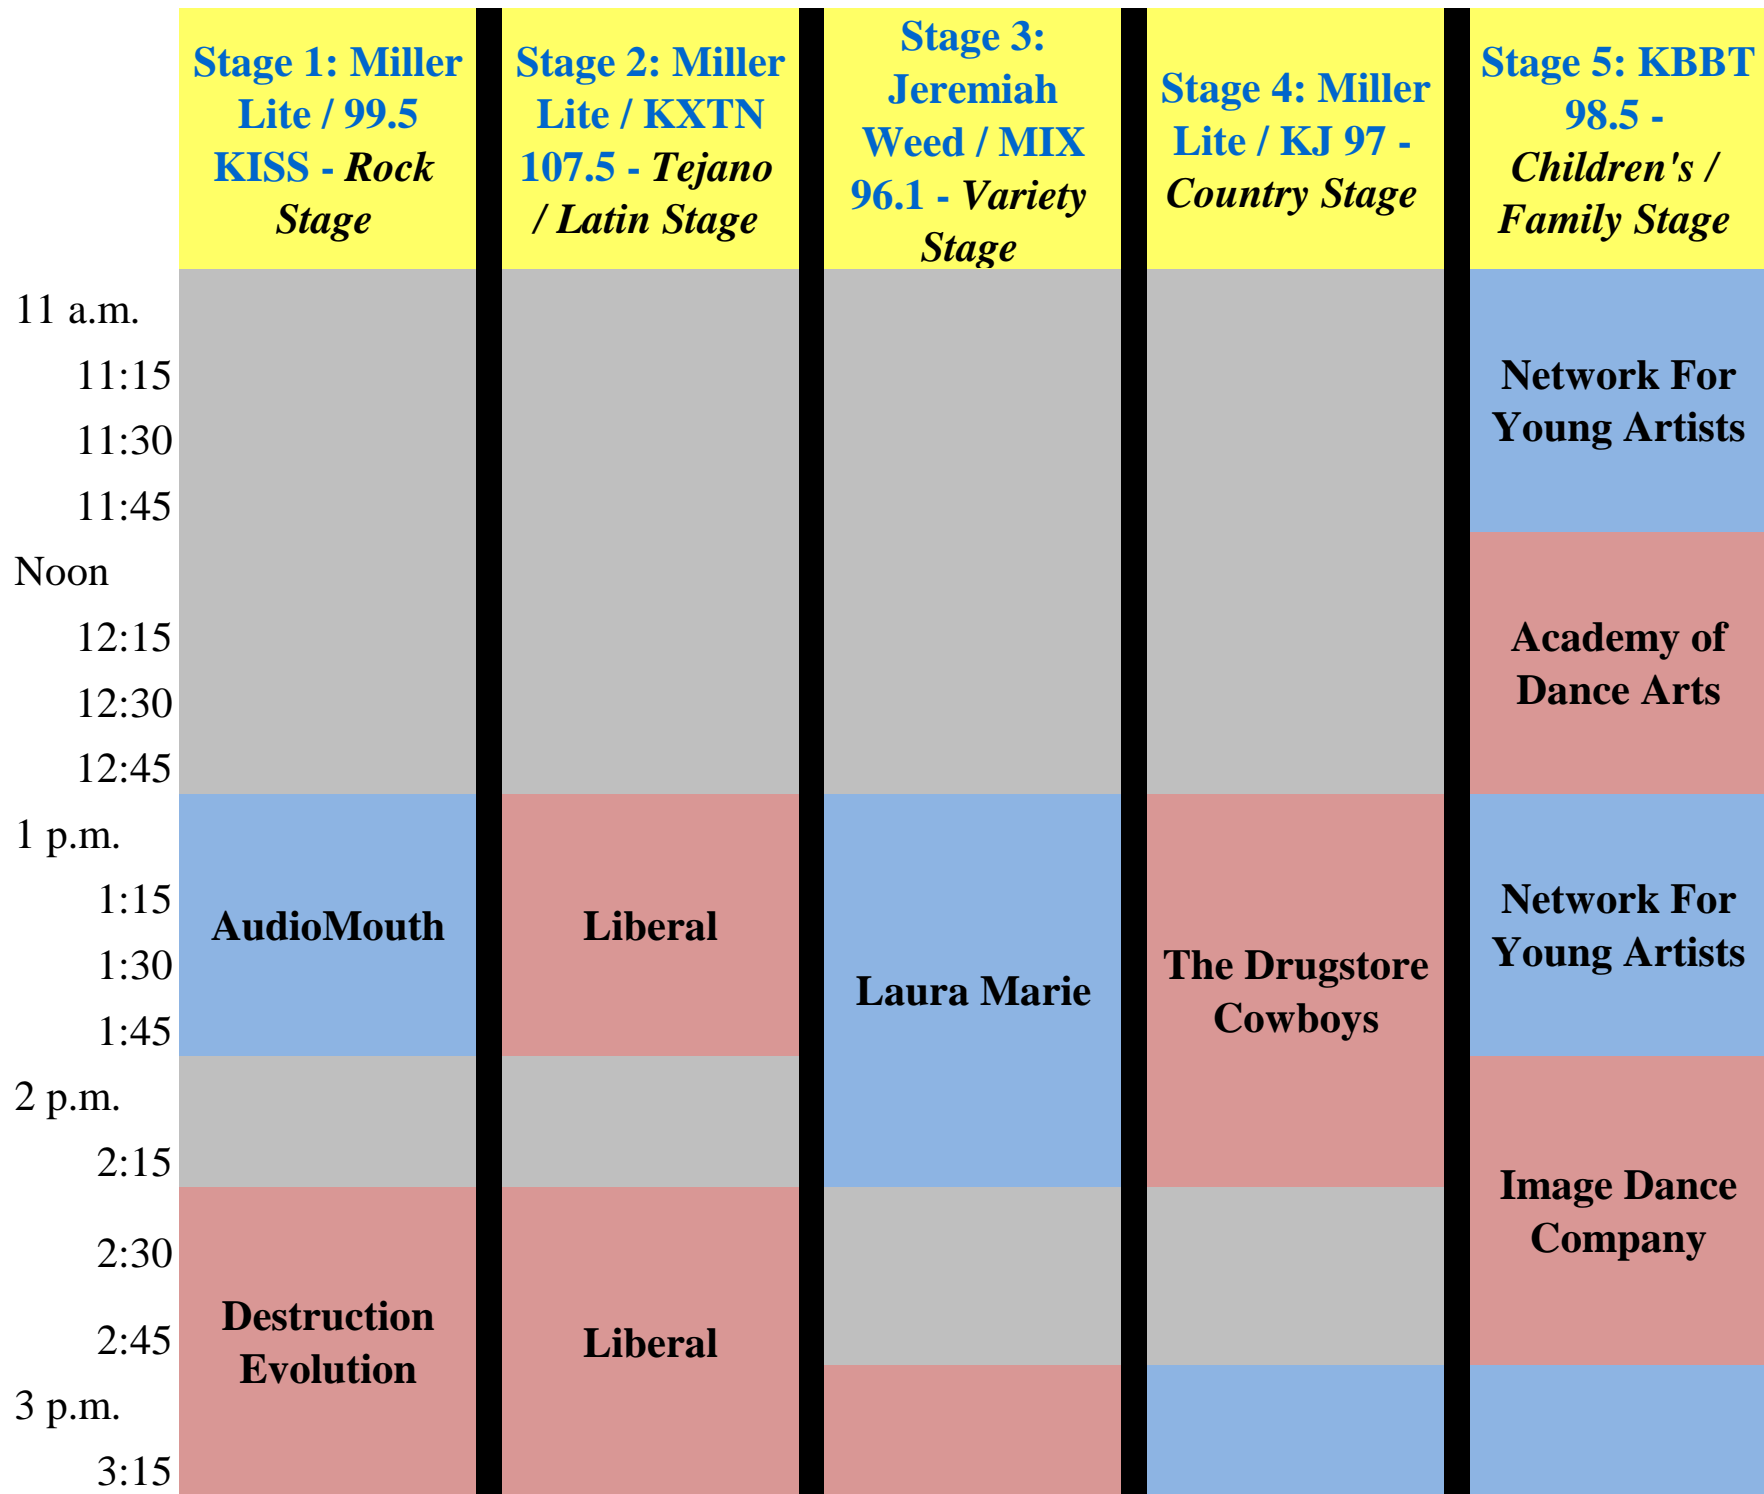 Stage 1: Miller
Lite / 99.5
KISS - Rock
Stage
Stage 2: Miller
Lite / KXTN
107.5 - Tejano
/ Latin Stage
Stage 3:
Jeremiah
Weed / MIX
96.1 - Variety
Stage
Stage 4: Miller
Lite / KJ 97 -
Country Stage
Stage 5: KBBT
98.5 -
Children's /
Family Stage
11 a.m.
11:15
11:30
11:45
Network For
Young Artists
Noon
12:15
12:30
12:45
Academy of
Dance Arts
1 p.m.
1:15
1:30
1:45
AudioMouth
Liberal
Laura Marie
The Drugstore
Cowboys
Network For
Young Artists
2 p.m.
2:15
2:30
2:45
Image Dance
Company
3 p.m.
3:15
Destruction
Evolution
Liberal